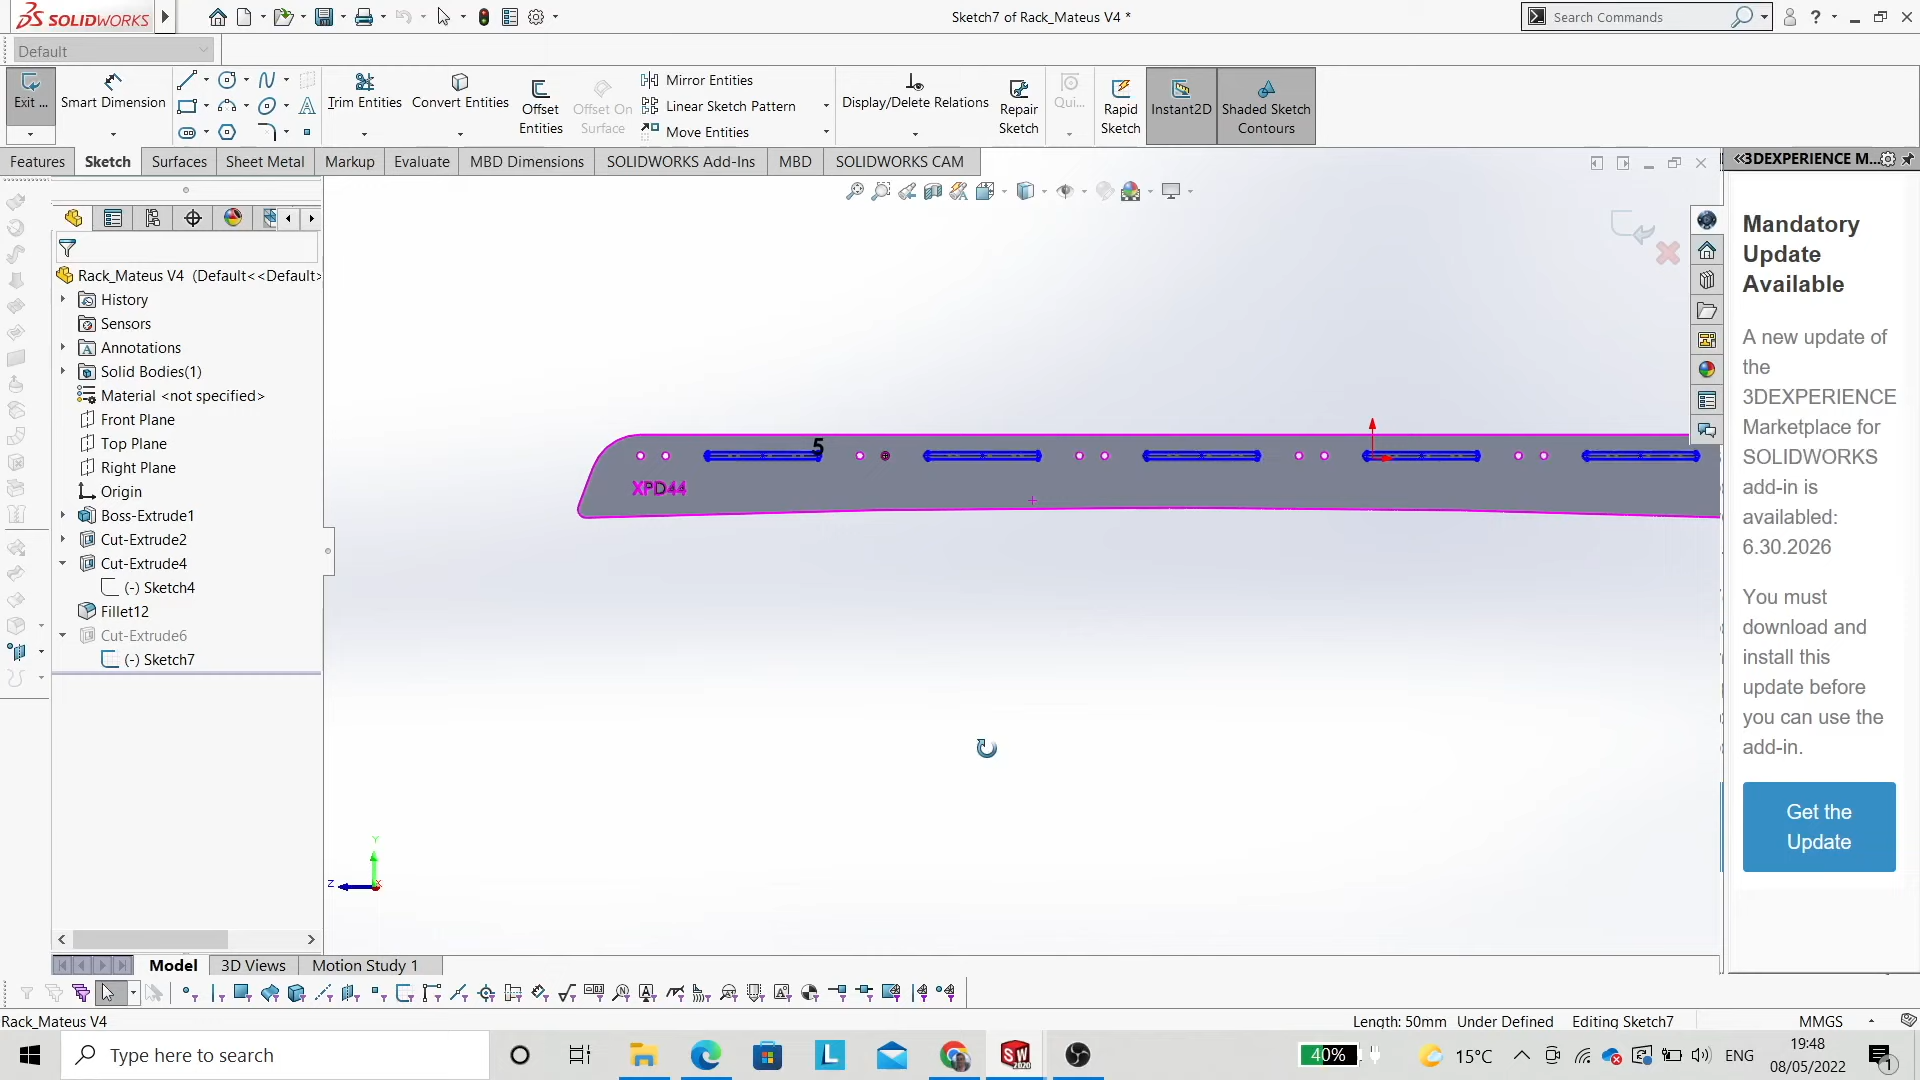 SOLIDWORKS
Sketch7 of Rack_Mateus V4 *
Search Commands
?
Default
Exit ...
Smart Dimension
Trim Entities
Convert Entities
Offset
Entities
Offset On
Surface
Mirror Entities
Linear Sketch Pattern
Move Entities
Display/Delete Relations
Repair
Sketch
Qui...
Rapid
Sketch
Instant2D
Shaded Sketch
Contours
Features
Sketch
Surfaces
Sheet Metal
Markup
Evaluate
MBD Dimensions
SOLIDWORKS Add-Ins
MBD
SOLIDWORKS CAM
3DEXPERIENCE M...
Rack_Mateus V4 (Default<<Default>
History
Sensors
Annotations
Solid Bodies(1)
Material <not specified>
Front Plane
Top Plane
Right Plane
Origin
Boss-Extrude1
Cut-Extrude2
Cut-Extrude4
(-) Sketch4
Fillet12
Cut-Extrude6
(-) Sketch7
5
XPD44
Y
Z
Mandatory
Update
Available
A new update of
the
3DEXPERIENCE
Marketplace for
SOLIDWORKS
add-in is
availabled:
6.30.2026
You must
download and
install this
update before
you can use the
add-in.
Get the
Update
Model
3D Views
Motion Study 1
Rack_Mateus V4
Length: 50mm
Under Defined
Editing Sketch7
MMGS
Type here to search
L
SW
2020
40%
15°C
ENG
19:48
08/05/2022
1